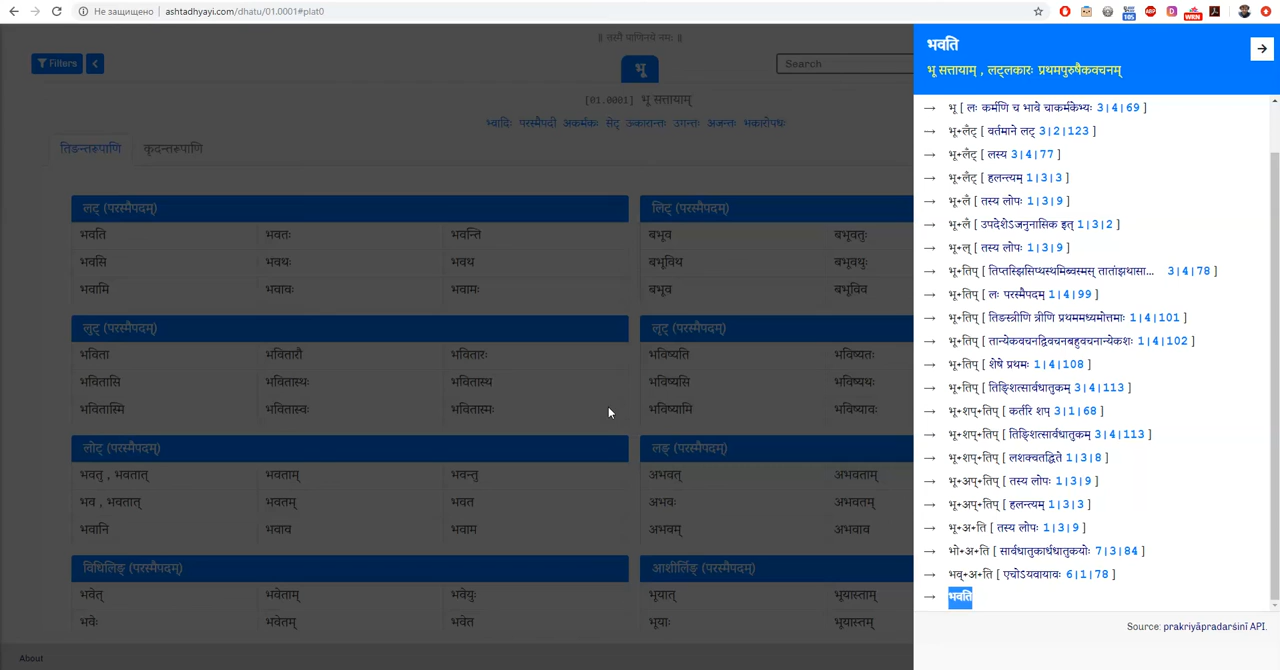 Не защищено | ashtadhyayi.com/dhatu/01.0001#plat0
॥ तस्मै पाणिनये नमः ॥
Filters
भू
Search
[01.0001] भू सत्तायाम्
भ्वादिः परस्मैपदी अकर्मकः सेट् ऊकारान्तः उगन्तः अजन्तः भकारोपधः
तिङन्तरूपाणि कृदन्तरूपाणि
लट् (परस्मैपदम्)
भवति भवतः भवन्ति
भवसि भवथः भवथ
भवामि भवावः भवामः
लिट् (परस्मैपदम्)
बभूव बभूवतुः
बभूविथ बभूवथुः
बभूव बभूविव
लुट् (परस्मैपदम्)
भविता भवितारौ भवितारः
भवितासि भवितास्थः भवितास्थ
भवितास्मि भवितास्वः भवितास्मः
लृट् (परस्मैपदम्)
भविष्यति भविष्यतः
भविष्यसि भविष्यथः
भविष्यामि भविष्यावः
लोट् (परस्मैपदम्)
भवतु , भवतात् भवताम् भवन्तु
भव , भवतात् भवतम् भवत
भवानि भवाव भवाम
लङ् (परस्मैपदम्)
अभवत् अभवताम्
अभवः अभवतम्
अभवम् अभवाव
विधिलिङ् (परस्मैपदम्)
भवेत् भवेताम् भवेयुः
भवेः भवेतम् भवेत
आशीर्लिङ् (परस्मैपदम्)
भूयात् भूयास्ताम्
भूयाः भूयास्तम्
About
भवति
भू सत्तायाम् , लट्लकारः प्रथमपुरुषैकवचनम्
→ भू [ लः कर्मणि च भावे चाकर्मकेभ्यः 3|4|69 ]
→ भू+लँट् [ वर्तमाने लट् 3|2|123 ]
→ भू+लँट् [ लस्य 3|4|77 ]
→ भू+लँट् [ हलन्त्यम् 1|3|3 ]
→ भू+लँ [ तस्य लोपः 1|3|9 ]
→ भू+लँ [ उपदेशेऽजनुनासिक इत् 1|3|2 ]
→ भू+ल् [ तस्य लोपः 1|3|9 ]
→ भू+तिप् [ तिप्तस्झिसिप्थस्थमिब्वस्मस् तातांझथासा... 3|4|78 ]
→ भू+तिप् [ लः परस्मैपदम् 1|4|99 ]
→ भू+तिप् [ तिङस्त्रीणि त्रीणि प्रथममध्यमोत्तमाः 1|4|101 ]
→ भू+तिप् [ तान्येकवचनद्विवचनबहुवचनान्येकशः 1|4|102 ]
→ भू+तिप् [ शेषे प्रथमः 1|4|108 ]
→ भू+तिप् [ तिङ्शित्सार्वधातुकम् 3|4|113 ]
→ भू+शप्+तिप् [ कर्तरि शप् 3|1|68 ]
→ भू+शप्+तिप् [ तिङ्शित्सार्वधातुकम् 3|4|113 ]
→ भू+शप्+तिप् [ लशक्वतद्धिते 1|3|8 ]
→ भू+अप्+तिप् [ तस्य लोपः 1|3|9 ]
→ भू+अप्+तिप् [ हलन्त्यम् 1|3|3 ]
→ भू+अ+ति [ तस्य लोपः 1|3|9 ]
→ भो+अ+ति [ सार्वधातुकार्धधातुकयोः 7|3|84 ]
→ भव्+अ+ति [ एचोऽयवायावः 6|1|78 ]
→ भवति
Source: prakriyāpradarśinī API.